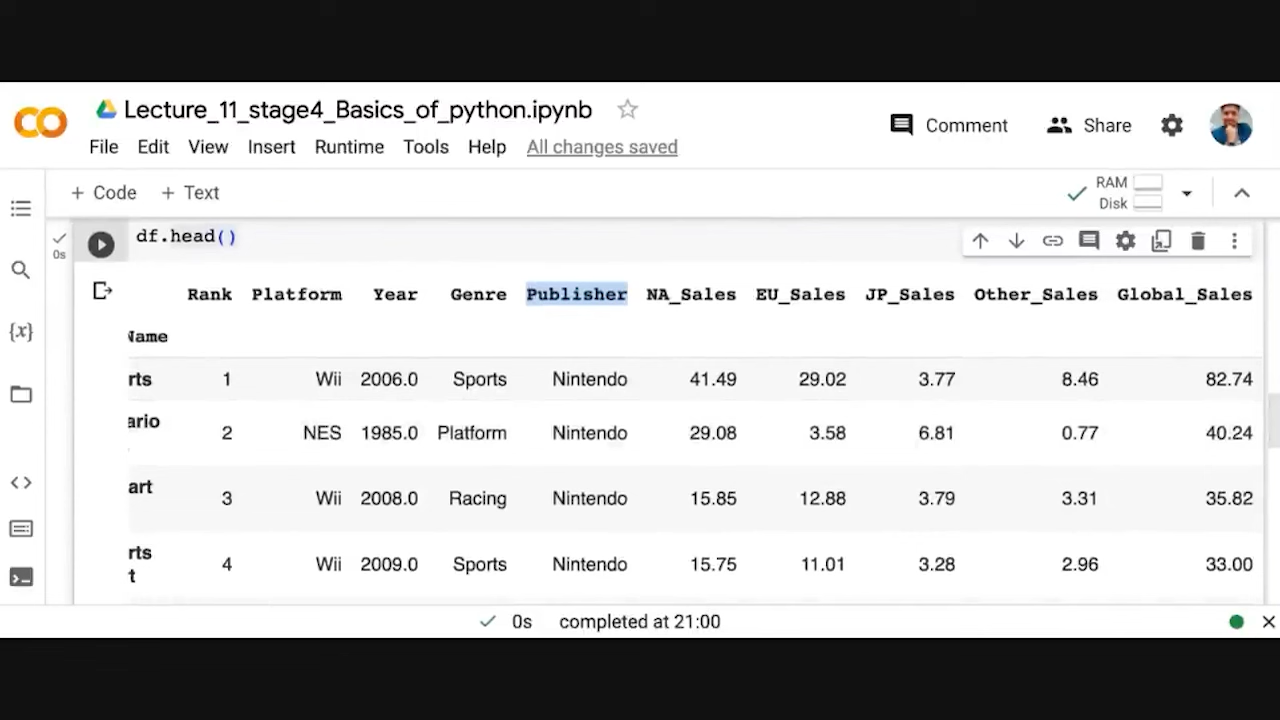 Lecture_11_stage4_Basics_of_python.ipynb
Comment Share
File Edit View Insert Runtime Tools Help All changes saved
+ Code + Text
RAM
Disk
0s
df.head()
Rank Platform Year Genre Publisher NA_Sales EU_Sales JP_Sales Other_Sales Global_Sales
Name
rts 1 Wii 2006.0 Sports Nintendo 41.49 29.02 3.77 8.46 82.74
ario
2 NES 1985.0 Platform Nintendo 29.08 3.58 6.81 0.77 40.24
art
3 Wii 2008.0 Racing Nintendo 15.85 12.88 3.79 3.31 35.82
rts
t
4 Wii 2009.0 Sports Nintendo 15.75 11.01 3.28 2.96 33.00
0s completed at 21:00